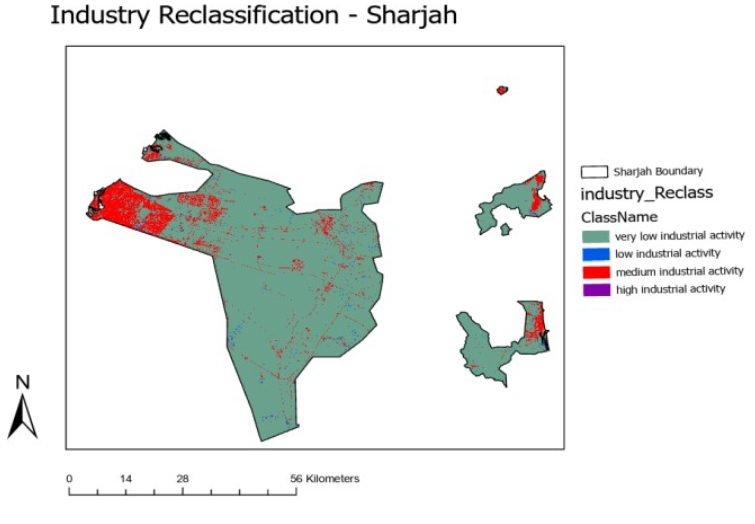 Industry Reclassification - Sharjah
Sharjah Boundary
industry_Reclass
ClassName
very low industrial activity
low industrial activity
medium industrial activity
high industrial activity
N
0 14 28 56 Kilometers